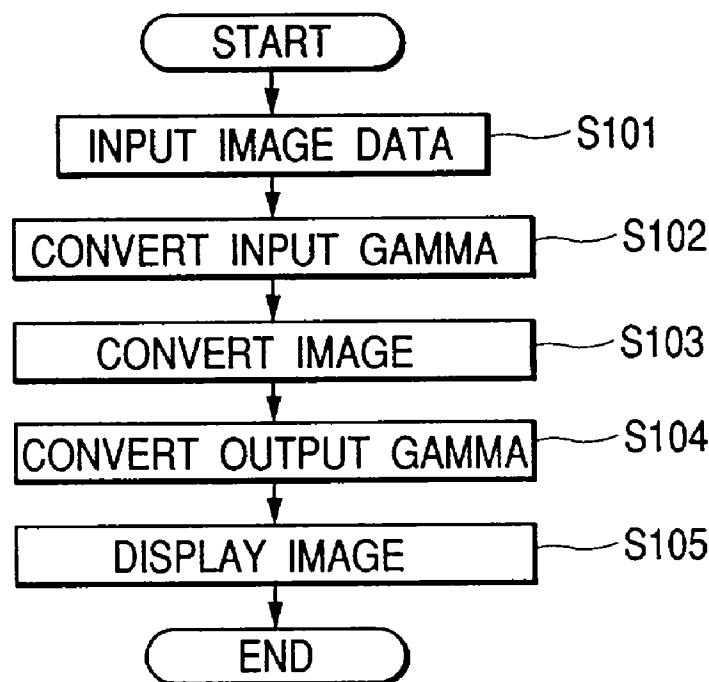 START
INPUT IMAGE DATA S101
CONVERT INPUT GAMMA S102
CONVERT IMAGE S103
CONVERT OUTPUT GAMMA S104
DISPLAY IMAGE S105
END